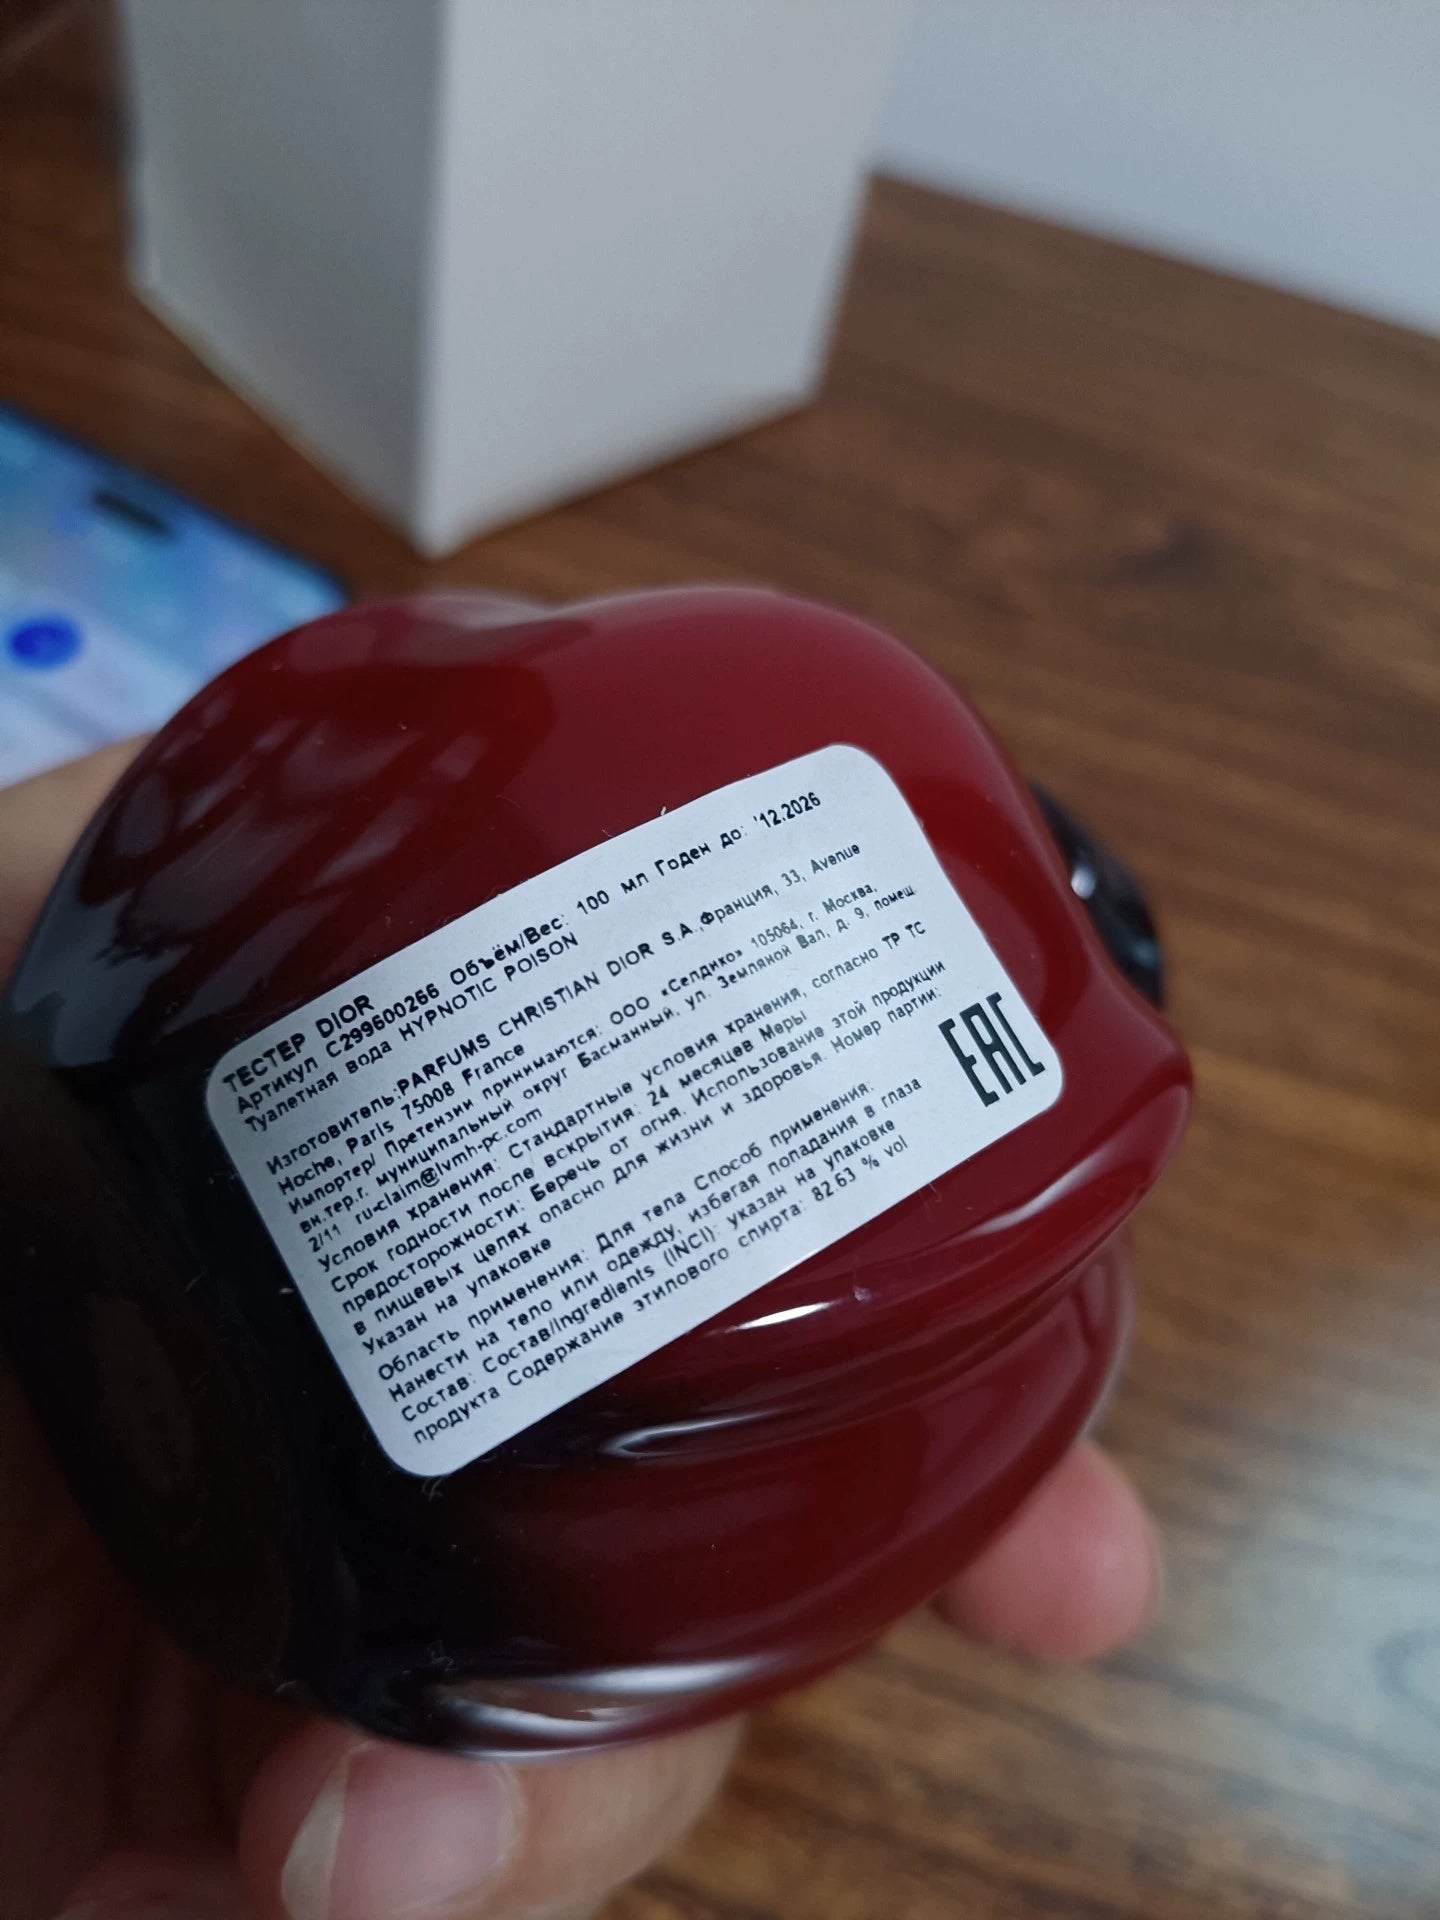 ТЕСТЕР DIOR
Артикул C299600266 Объём/Вес: 100 мл Годен до: '12.2026
Туалетная вода HYPNOTIC POISON
Изготовитель:PARFUMS CHRISTIAN DIOR S.A.,Франция, 33, Avenue
Hoche, Paris 75008 France
Импортер/ Претензии принимаются: ООО «Селдико» 105064, г. Москва,
вн.тер.г. муниципальный округ Басманный, ул. Земляной Вал, д. 9, помещ.
2/11 ru-claim@lvmh-pc.com
Условия хранения: Стандартные условия хранения, согласно ТР ТС
Срок годности после вскрытия: 24 месяцев Меры
предосторожности: Беречь от огня. Использование этой продукции
в пищевых целях опасно для жизни и здоровья. Номер партии:
Указан на упаковке
Область применения: Для тела Способ применения:
Нанести на тело или одежду, избегая попадания в глаза
Состав: Состав/Ingredients (INCI): указан на упаковке
продукта Содержание этилового спирта: 82.63 % vol
EAC